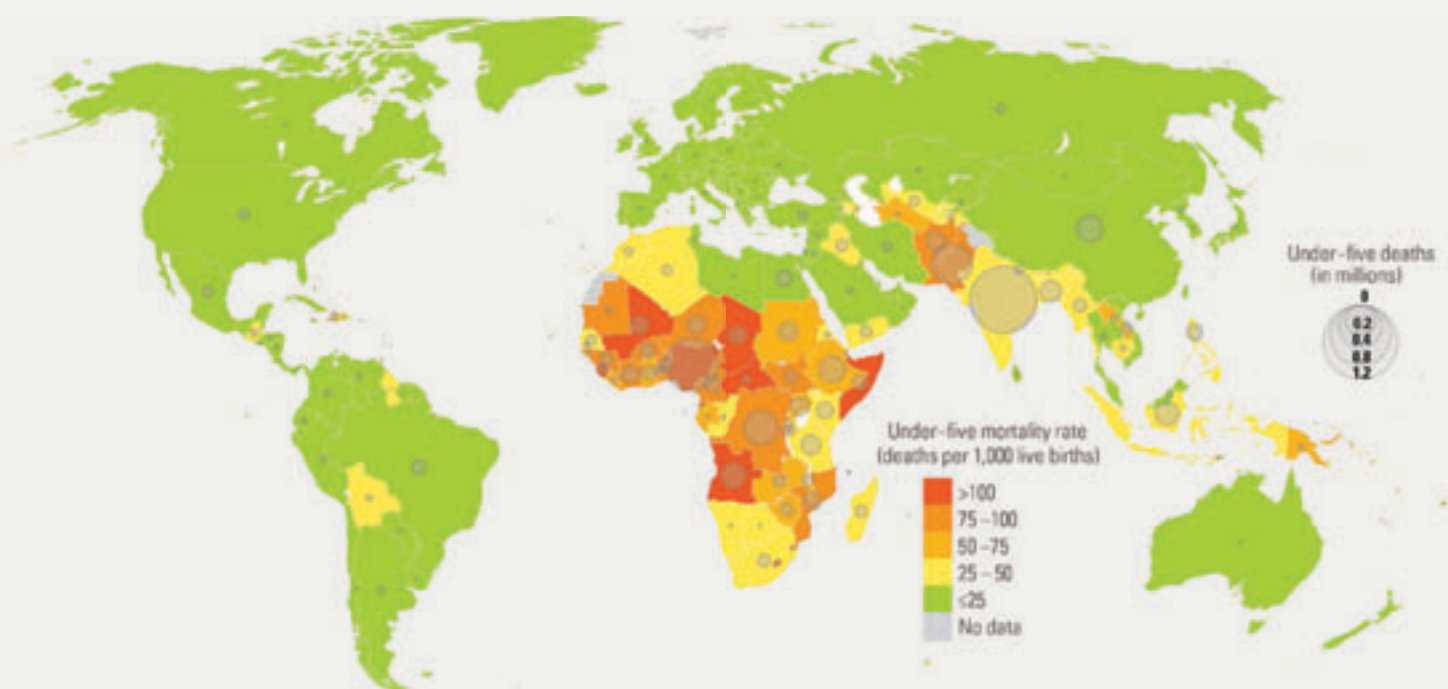 Under-five deaths
(in millions)
0
0.2
0.4
0.8
1.2
Under-five mortality rate
(deaths per 1,000 live births)
>100
75–100
50–75
25–50
≤25
No data